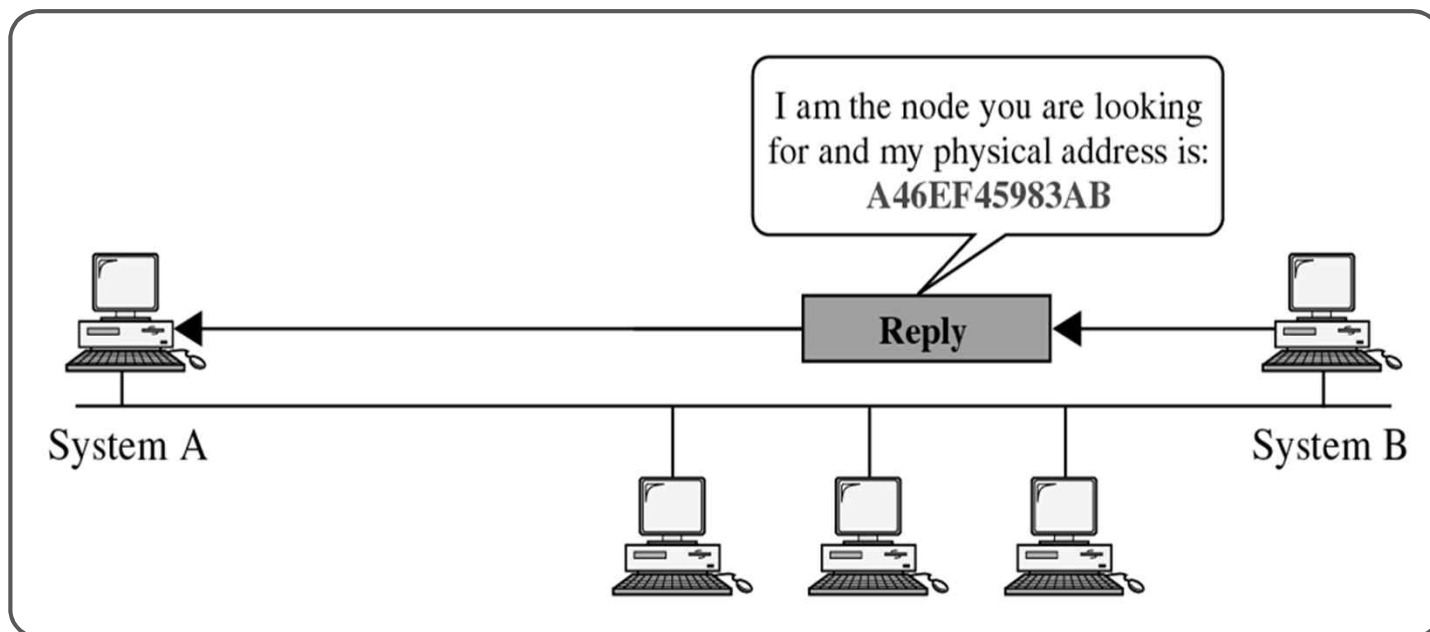 I am the node you are looking
for and my physical address is:
A46EF45983AB
Reply
System A
System B